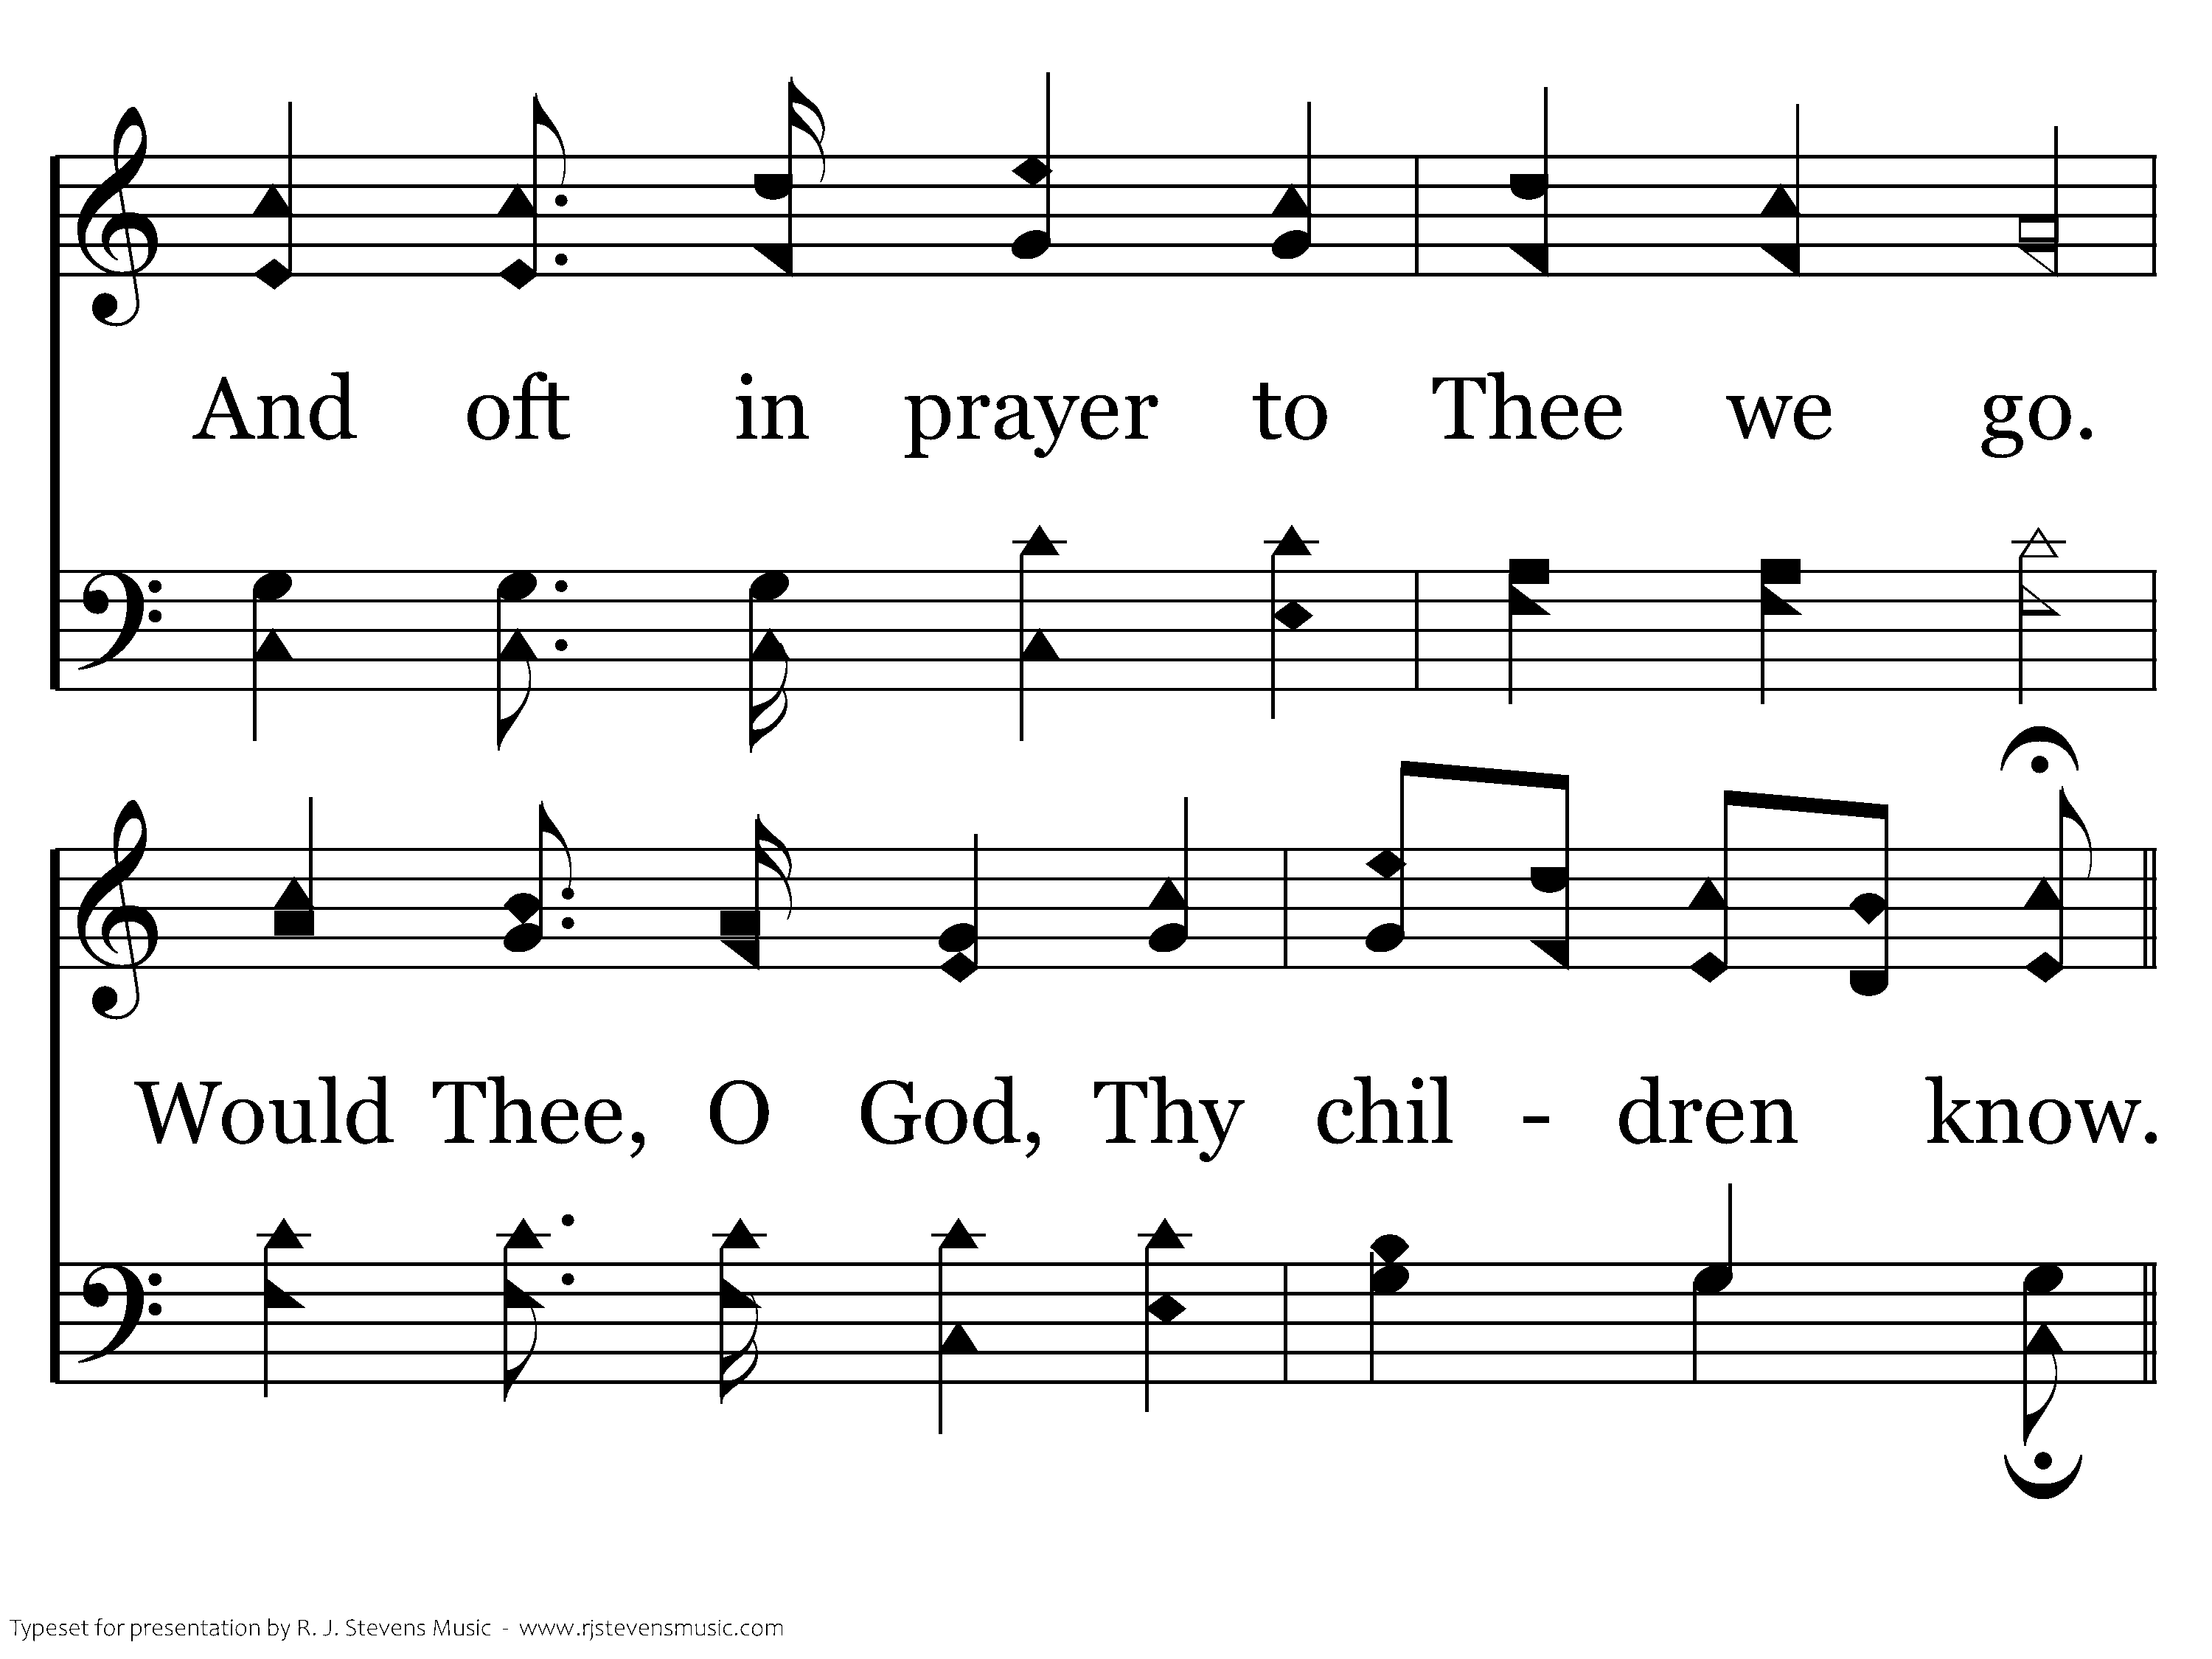 And oft in prayer to Thee we go.
Would Thee, O God, Thy chil - dren know.
Typeset for presentation by R. J. Stevens Music - www.rjstevensmusic.com